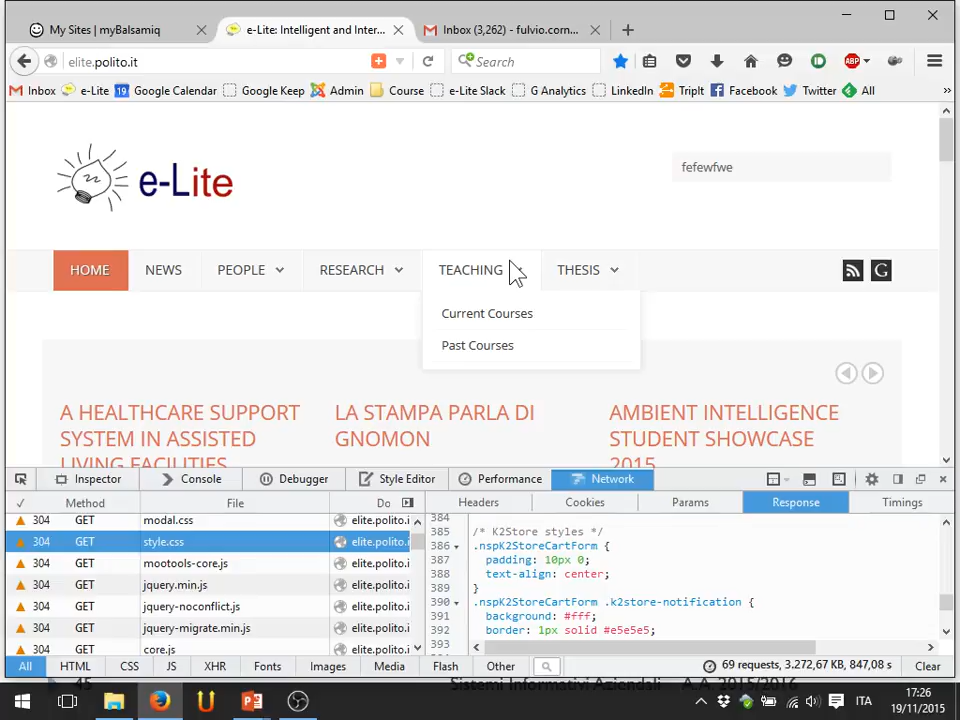 My Sites | myBalsamiq
e-Lite: Intelligent and Inter...
Inbox (3,262) - fulvio.corn...
elite.polito.it
Search
ABP
Inbox
e-Lite
19
Google Calendar
Google Keep
Admin
Course
e-Lite Slack
G Analytics
LinkedIn
TripIt
Facebook
Twitter
All
e-Lite
fefewfwe
HOME
NEWS
PEOPLE
RESEARCH
TEACHING
THESIS
G
Current Courses
Past Courses
A HEALTHCARE SUPPORT
SYSTEM IN ASSISTED
LIVING FACILITIES
LA STAMPA PARLA DI
GNOMON
AMBIENT INTELLIGENCE
STUDENT SHOWCASE
2015
Inspector
Console
Debugger
Style Editor
Performance
Network
Method
File
Do
Headers
Cookies
Params
Response
Timings
304 GET modal.css elite.polito.i
304 GET style.css elite.polito.i
304 GET mootools-core.js elite.polito.i
304 GET jquery.min.js elite.polito.i
304 GET jquery-noconflict.js elite.polito.i
304 GET jquery-migrate.min.js elite.polito.i
304 GET core.js elite.polito.i
384
385 /* K2Store styles */
386 .nspK2StoreCartForm {
387 padding: 10px 0;
388 text-align: center;
389 }
390 .nspK2StoreCartForm .k2store-notification {
391 background: #fff;
392 border: 1px solid #e5e5e5;
393
All
HTML
CSS
JS
XHR
Fonts
Images
Media
Flash
Other
69 requests, 3.272,67 KB, 847,08 s
Clear
45
Sistemi Informativi Aziendali
A.A. 2015/2016
ITA
17:26
19/11/2015